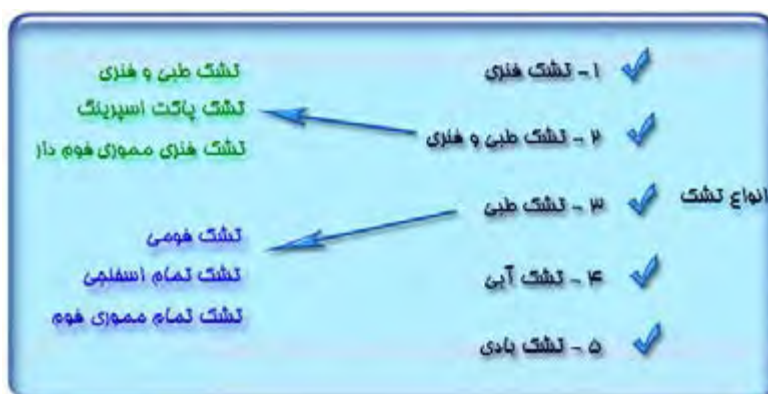 انواع تشک
۱ - تشک فنری
۲ - تشک طبی و فنری
۳ - تشک طبی
۴ - تشک آبی
۵ - تشک بادی
تشک طبی و فنری
تشک پاکت اسپرینگ
تشک فنری مموری فوم دار
تشک فومی
تشک تمام اسفنجی
تشک تمام مموری فوم